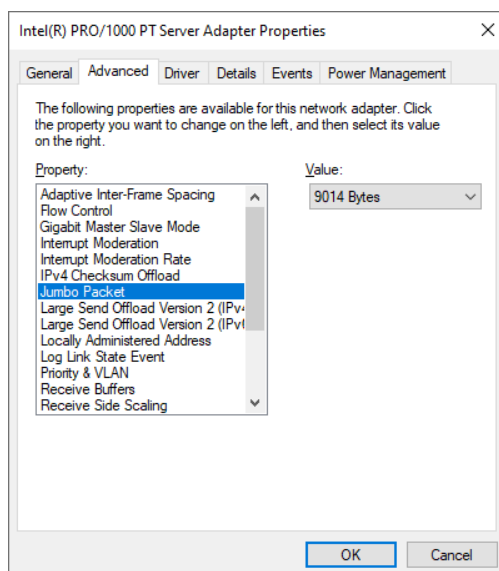 Intel(R) PRO/1000 PT Server Adapter Properties
General Advanced Driver Details Events Power Management
The following properties are available for this network adapter. Click
the property you want to change on the left, and then select its value
on the right.
Property:
Value:
Adaptive Inter-Frame Spacing
Flow Control
Gigabit Master Slave Mode
Interrupt Moderation
Interrupt Moderation Rate
IPv4 Checksum Offload
Jumbo Packet
Large Send Offload Version 2 (IPv4
Large Send Offload Version 2 (IPv6
Locally Administered Address
Log Link State Event
Priority & VLAN
Receive Buffers
Receive Side Scaling
9014 Bytes
OK Cancel